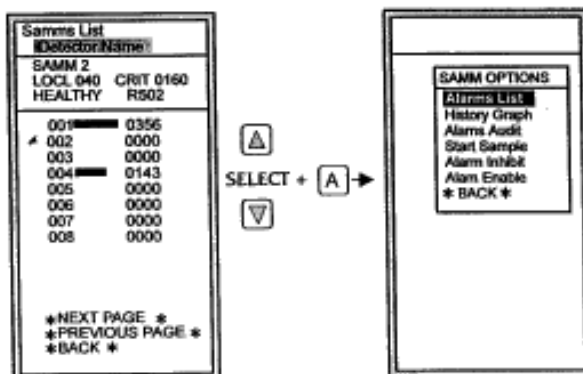 Samms List
Detector Name
SAMM 2
LOCL 040 CRIT 0160
HEALTHY R502
001 0356
002 0000
003 0000
004 0143
005 0000
006 0000
007 0000
008 0000
*NEXT PAGE *
*PREVIOUS PAGE *
*BACK *
SELECT + A
SAMM OPTIONS
Alarms List
History Graph
Alams Audit
Start Sample
Alarm Inhibit
Alam Enable
* BACK *